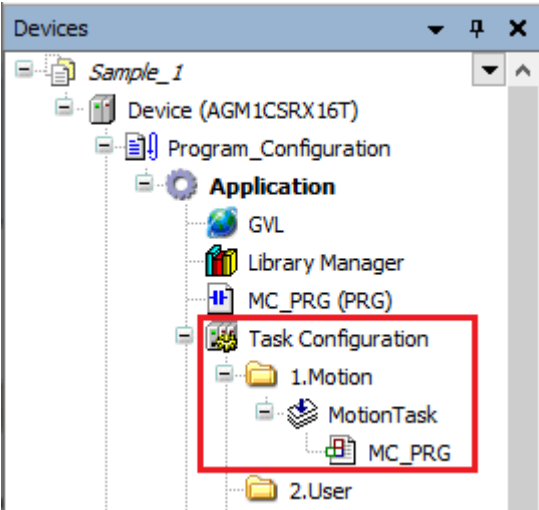 Devices
Sample_1
Device (AGM1CSRX16T)
Program_Configuration
Application
GVL
Library Manager
MC_PRG (PRG)
Task Configuration
1.Motion
MotionTask
MC_PRG
2.User